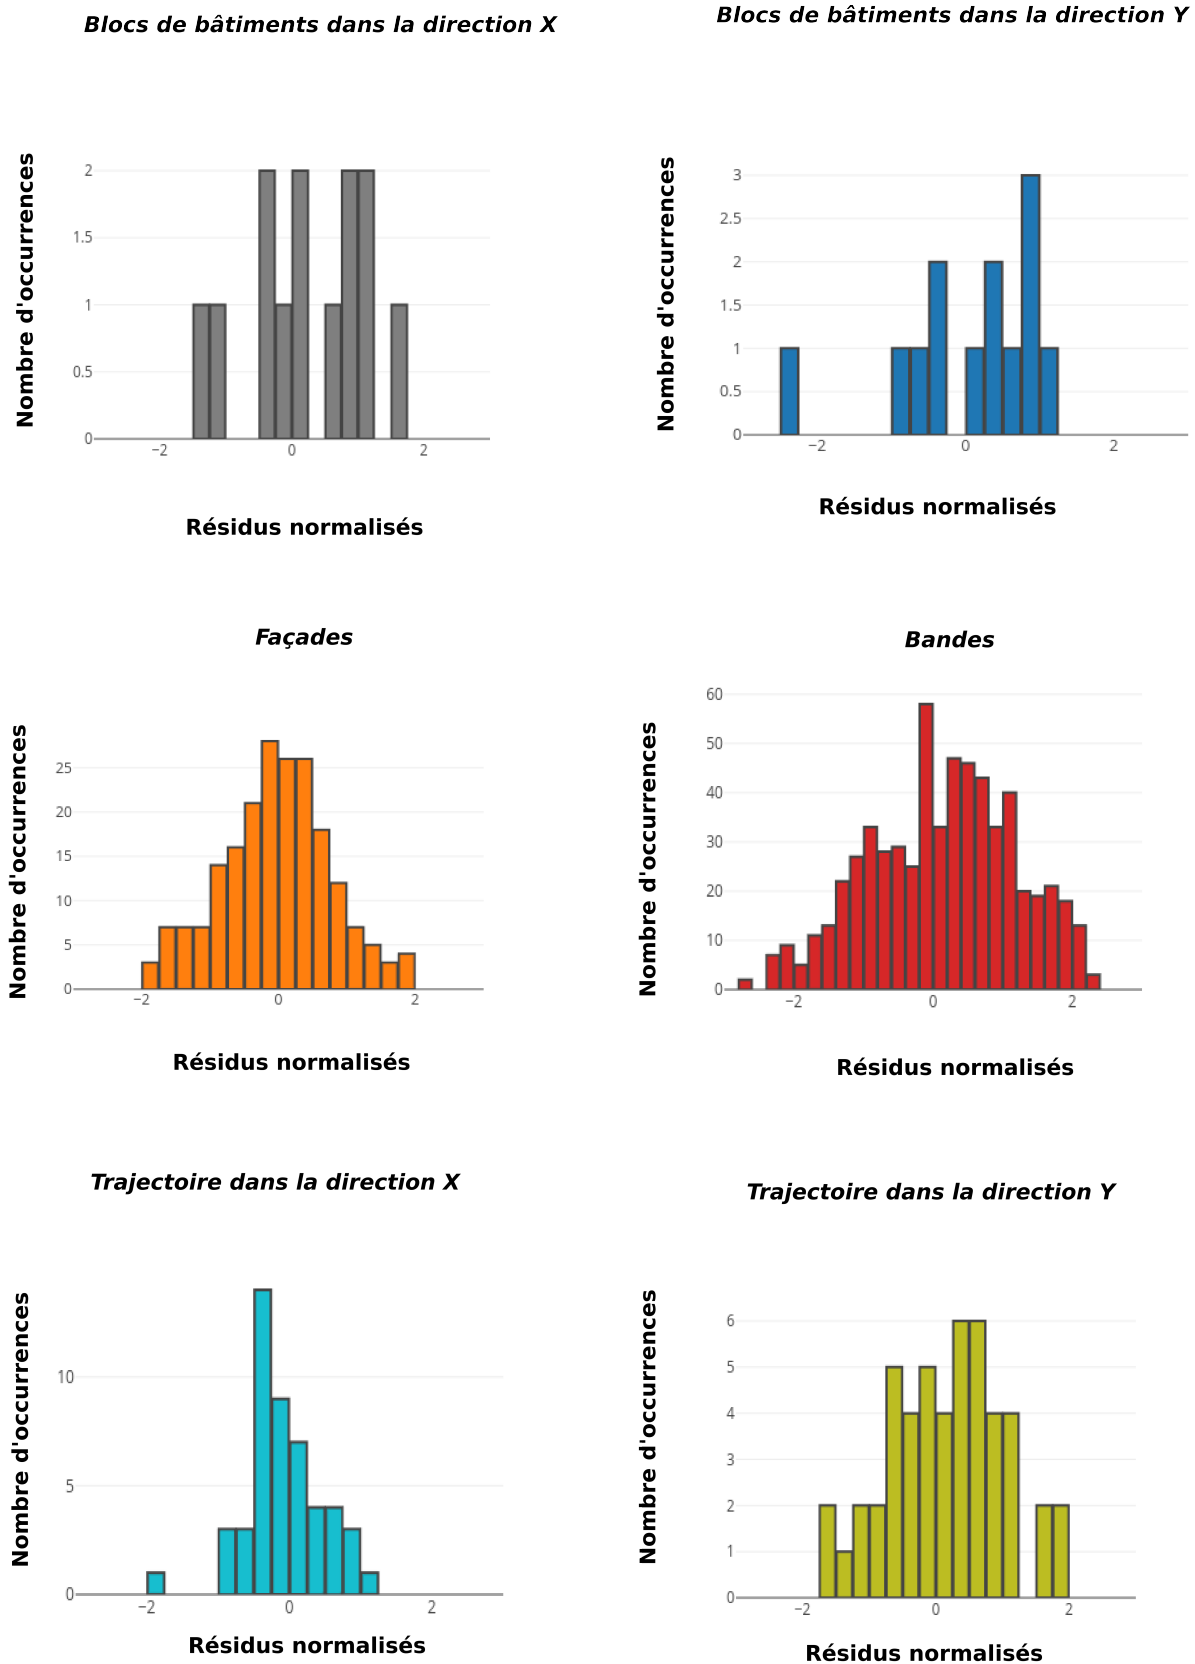 Blocs de bâtiments dans la direction X
Nombre d'occurrences
2
1.5
1
0.5
0
−2
0
2
Résidus normalisés
Blocs de bâtiments dans la direction Y
Nombre d'occurrences
3
2.5
2
1.5
1
0.5
0
−2
0
2
Résidus normalisés
Façades
Nombre d'occurrences
25
20
15
10
5
0
−2
0
2
Résidus normalisés
Bandes
Nombre d'occurrences
60
50
40
30
20
10
0
−2
0
2
Résidus normalisés
Trajectoire dans la direction X
Nombre d'occurrences
10
5
0
−2
0
2
Résidus normalisés
Trajectoire dans la direction Y
Nombre d'occurrences
6
5
4
3
2
1
0
−2
0
2
Résidus normalisés